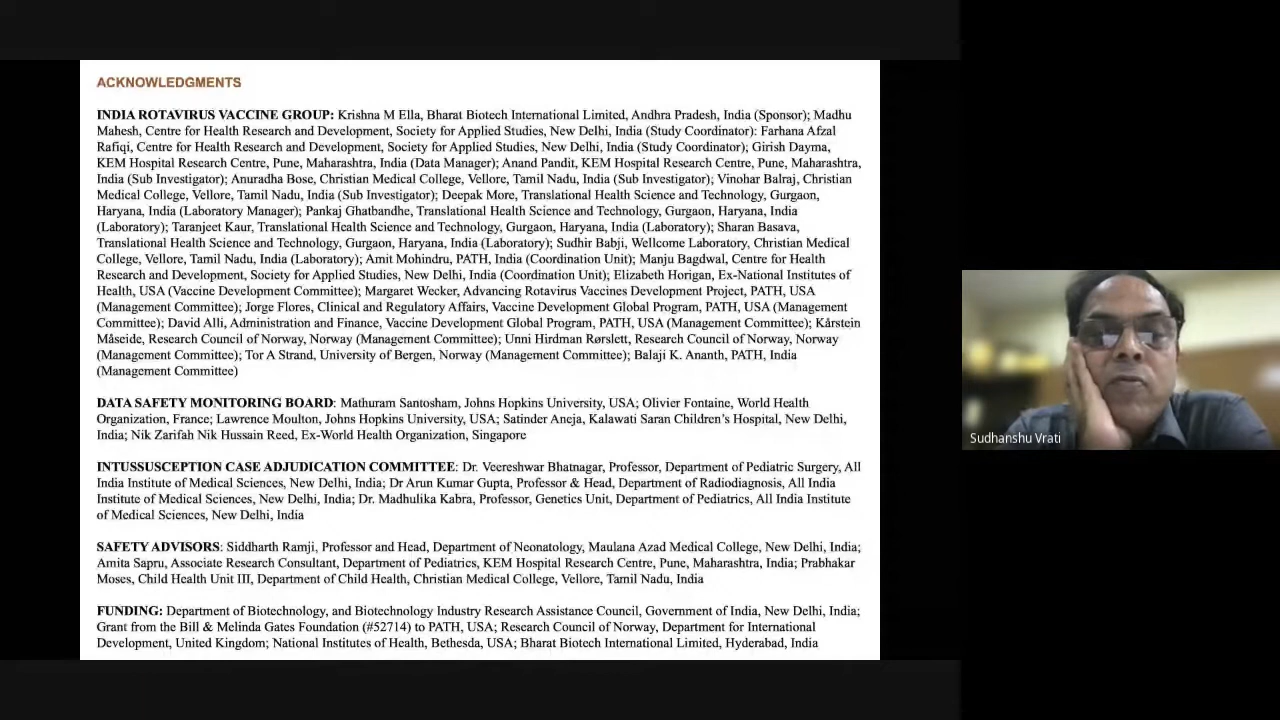 ACKNOWLEDGMENTS
INDIA ROTAVIRUS VACCINE GROUP: Krishna M Ella, Bharat Biotech International Limited, Andhra Pradesh, India (Sponsor); Madhu
Mahesh, Centre for Health Research and Development, Society for Applied Studies, New Delhi, India (Study Coordinator): Farhana Afzal
Rafiqi, Centre for Health Research and Development, Society for Applied Studies, New Delhi, India (Study Coordinator); Girish Dayma,
KEM Hospital Research Centre, Pune, Maharashtra, India (Data Manager); Anand Pandit, KEM Hospital Research Centre, Pune, Maharashtra,
India (Sub Investigator); Anuradha Bose, Christian Medical College, Vellore, Tamil Nadu, India (Sub Investigator); Vinohar Balraj, Christian
Medical College, Vellore, Tamil Nadu, India (Sub Investigator); Deepak More, Translational Health Science and Technology, Gurgaon,
Haryana, India (Laboratory Manager); Pankaj Ghatbandhe, Translational Health Science and Technology, Gurgaon, Haryana, India
(Laboratory); Taranjeet Kaur, Translational Health Science and Technology, Gurgaon, Haryana, India (Laboratory); Sharan Basava,
Translational Health Science and Technology, Gurgaon, Haryana, India (Laboratory); Sudhir Babji, Wellcome Laboratory, Christian Medical
College, Vellore, Tamil Nadu, India (Laboratory); Amit Mohindru, PATH, India (Coordination Unit); Manju Bagdwal, Centre for Health
Research and Development, Society for Applied Studies, New Delhi, India (Coordination Unit); Elizabeth Horigan, Ex-National Institutes of
Health, USA (Vaccine Development Committee); Margaret Wecker, Advancing Rotavirus Vaccines Development Project, PATH, USA
(Management Committee); Jorge Flores, Clinical and Regulatory Affairs, Vaccine Development Global Program, PATH, USA (Management
Committee); David Alli, Administration and Finance, Vaccine Development Global Program, PATH, USA (Management Committee); Kårstein
Måseide, Research Council of Norway, Norway (Management Committee); Unni Hirdman Rørslett, Research Council of Norway, Norway
(Management Committee); Tor A Strand, University of Bergen, Norway (Management Committee); Balaji K. Ananth, PATH, India
(Management Committee)
DATA SAFETY MONITORING BOARD: Mathuram Santosham, Johns Hopkins University, USA; Olivier Fontaine, World Health
Organization, France; Lawrence Moulton, Johns Hopkins University, USA; Satinder Aneja, Kalawati Saran Children's Hospital, New Delhi,
India; Nik Zarifah Nik Hussain Reed, Ex-World Health Organization, Singapore
INTUSSUSCEPTION CASE ADJUDICATION COMMITTEE: Dr. Veereshwar Bhatnagar, Professor, Department of Pediatric Surgery, All
India Institute of Medical Sciences, New Delhi, India; Dr Arun Kumar Gupta, Professor & Head, Department of Radiodiagnosis, All India
Institute of Medical Sciences, New Delhi, India; Dr. Madhulika Kabra, Professor, Genetics Unit, Department of Pediatrics, All India Institute
of Medical Sciences, New Delhi, India
SAFETY ADVISORS: Siddharth Ramji, Professor and Head, Department of Neonatology, Maulana Azad Medical College, New Delhi, India;
Amita Sapru, Associate Research Consultant, Department of Pediatrics, KEM Hospital Research Centre, Pune, Maharashtra, India; Prabhakar
Moses, Child Health Unit III, Department of Child Health, Christian Medical College, Vellore, Tamil Nadu, India
FUNDING: Department of Biotechnology, and Biotechnology Industry Research Assistance Council, Government of India, New Delhi, India;
Grant from the Bill & Melinda Gates Foundation (#52714) to PATH, USA; Research Council of Norway, Department for International
Development, United Kingdom; National Institutes of Health, Bethesda, USA; Bharat Biotech International Limited, Hyderabad, India
Sudhanshu Vrati